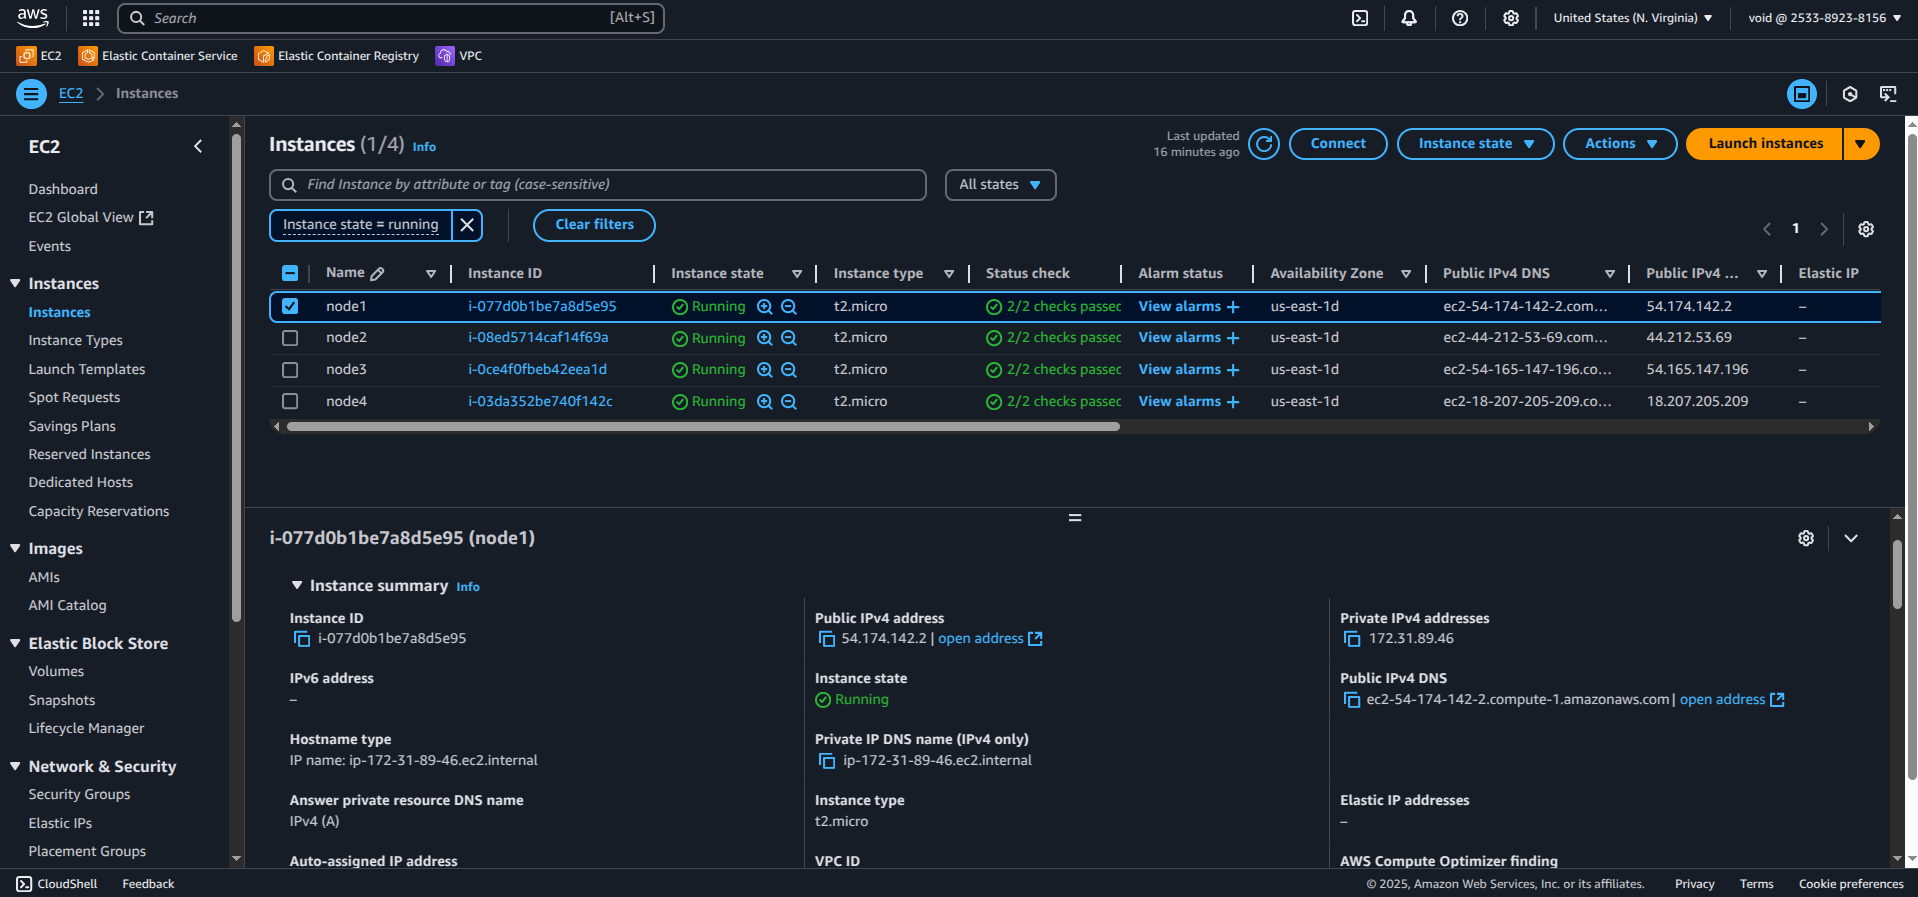 aws
Search [Alt+S]
United States (N. Virginia) void @ 2533-8923-8156
EC2 Elastic Container Service Elastic Container Registry VPC
EC2 Instances
EC2
Dashboard
EC2 Global View
Events
Instances
Instances
Instance Types
Launch Templates
Spot Requests
Savings Plans
Reserved Instances
Dedicated Hosts
Capacity Reservations
Images
AMIs
AMI Catalog
Elastic Block Store
Volumes
Snapshots
Lifecycle Manager
Network & Security
Security Groups
Elastic IPs
Placement Groups
Instances (1/4) Info
Last updated
16 minutes ago
Connect Instance state Actions Launch instances
Find Instance by attribute or tag (case-sensitive) All states
Instance state = running Clear filters 1
Name Instance ID Instance state Instance type Status check Alarm status Availability Zone Public IPv4 DNS Public IPv4 ... Elastic IP
node1 i-077d0b1be7a8d5e95 Running t2.micro 2/2 checks passed View alarms + us-east-1d ec2-54-174-142-2.com... 54.174.142.2 –
node2 i-08ed5714caf14f69a Running t2.micro 2/2 checks passed View alarms + us-east-1d ec2-44-212-53-69.com... 44.212.53.69 –
node3 i-0ce4f0fbeb42eea1d Running t2.micro 2/2 checks passed View alarms + us-east-1d ec2-54-165-147-196.co... 54.165.147.196 –
node4 i-03da352be740f142c Running t2.micro 2/2 checks passed View alarms + us-east-1d ec2-18-207-205-209.co... 18.207.205.209 –
i-077d0b1be7a8d5e95 (node1)
Instance summary Info
Instance ID
i-077d0b1be7a8d5e95
Public IPv4 address
54.174.142.2 | open address
Private IPv4 addresses
172.31.89.46
IPv6 address
–
Instance state
Running
Public IPv4 DNS
ec2-54-174-142-2.compute-1.amazonaws.com | open address
Hostname type
IP name: ip-172-31-89-46.ec2.internal
Private IP DNS name (IPv4 only)
ip-172-31-89-46.ec2.internal
Answer private resource DNS name
IPv4 (A)
Instance type
t2.micro
Elastic IP addresses
–
Auto-assigned IP address
VPC ID
AWS Compute Optimizer finding
CloudShell Feedback © 2025, Amazon Web Services, Inc. or its affiliates. Privacy Terms Cookie preferences